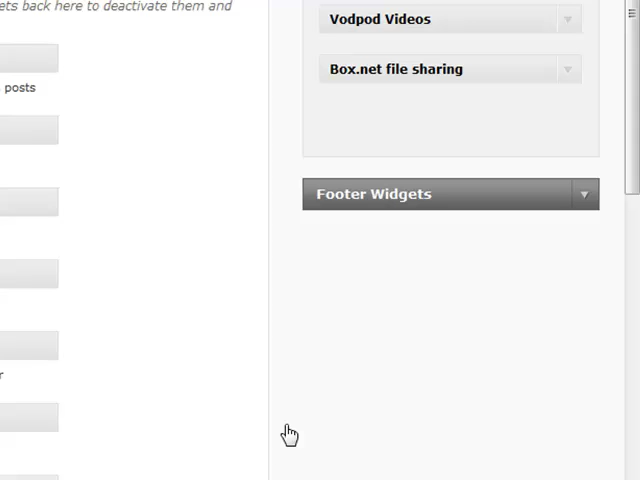 ets back here to deactivate them and
posts
r
Vodpod Videos
Box.net file sharing
Footer Widgets